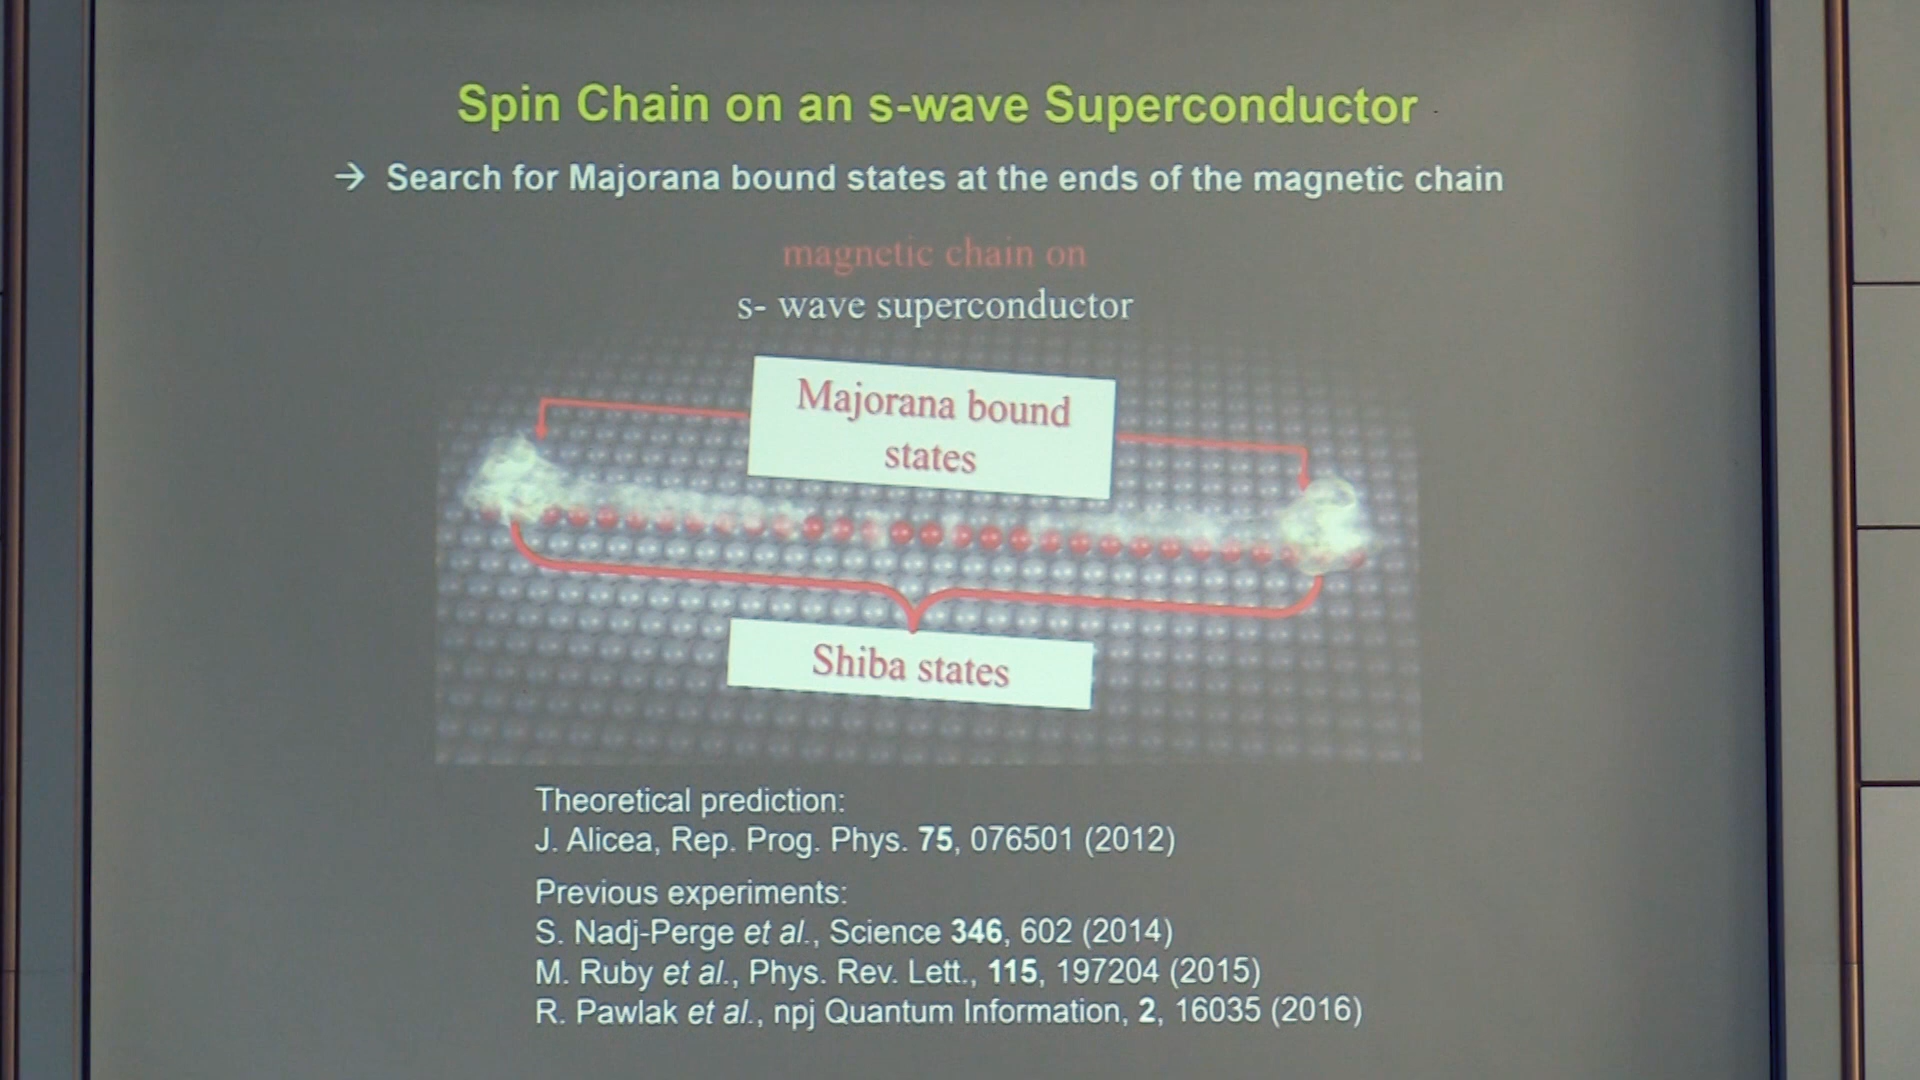 Spin Chain on an s-wave Superconductor
→ Search for Majorana bound states at the ends of the magnetic chain
magnetic chain on
s- wave superconductor
Majorana bound
states
Shiba states
Theoretical prediction:
J. Alicea, Rep. Prog. Phys. 75, 076501 (2012)
Previous experiments:
S. Nadj-Perge et al., Science 346, 602 (2014)
M. Ruby et al., Phys. Rev. Lett., 115, 197204 (2015)
R. Pawlak et al., npj Quantum Information, 2, 16035 (2016)